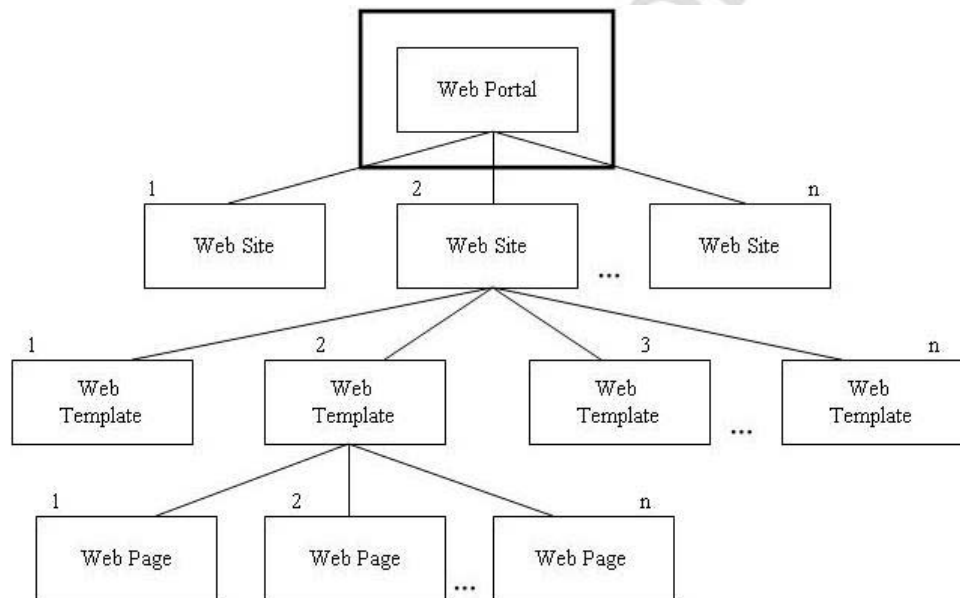 Web Portal
1 2 n
Web Site Web Site ... Web Site
1 2 3 n
Web Web Web Web
Template Template Template ... Template
1 2 n
Web Page Web Page ... Web Page